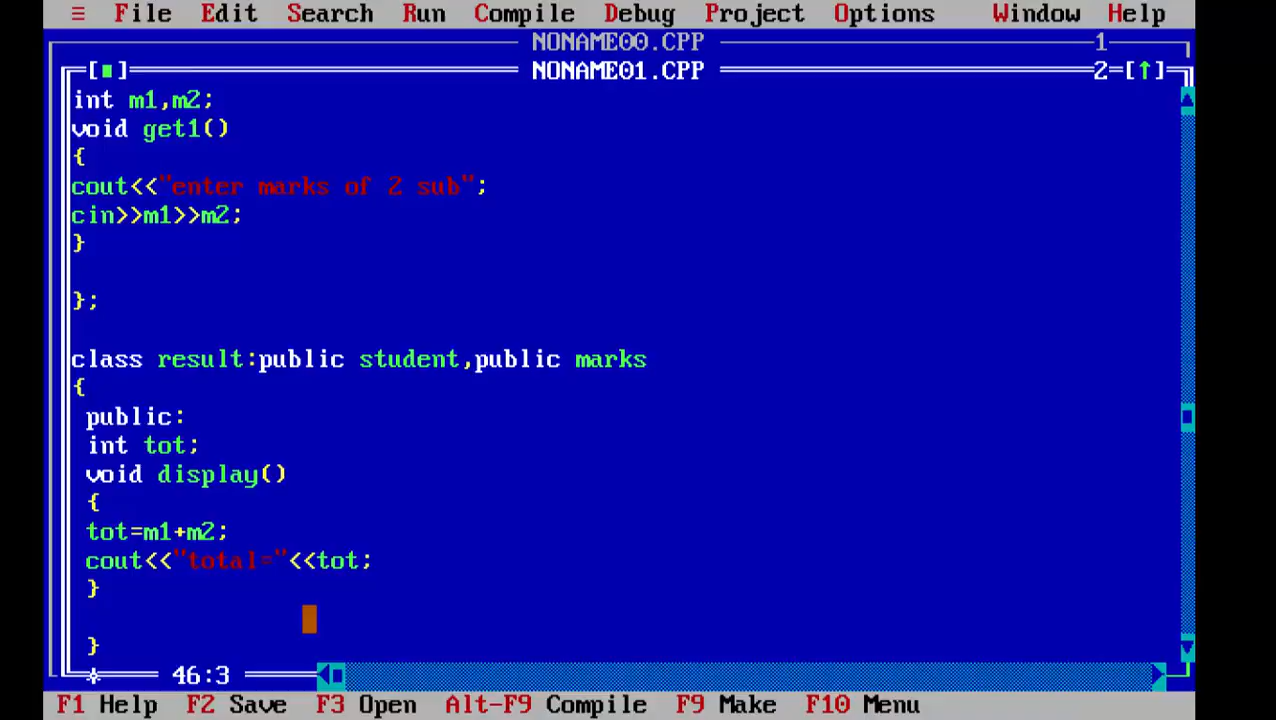 ≡ File Edit Search Run Compile Debug Project Options Window Help
NONAME00.CPP 1
[■] NONAME01.CPP 2=[↑]
int m1,m2;
void get1()
{
cout<<"enter marks of 2 sub";
cin>>m1>>m2;
}
};
class result:public student,public marks
{
public:
int tot;
void display()
{
tot=m1+m2;
cout<<"total="<<tot;
}
}
46:3
F1 Help F2 Save F3 Open Alt-F9 Compile F9 Make F10 Menu